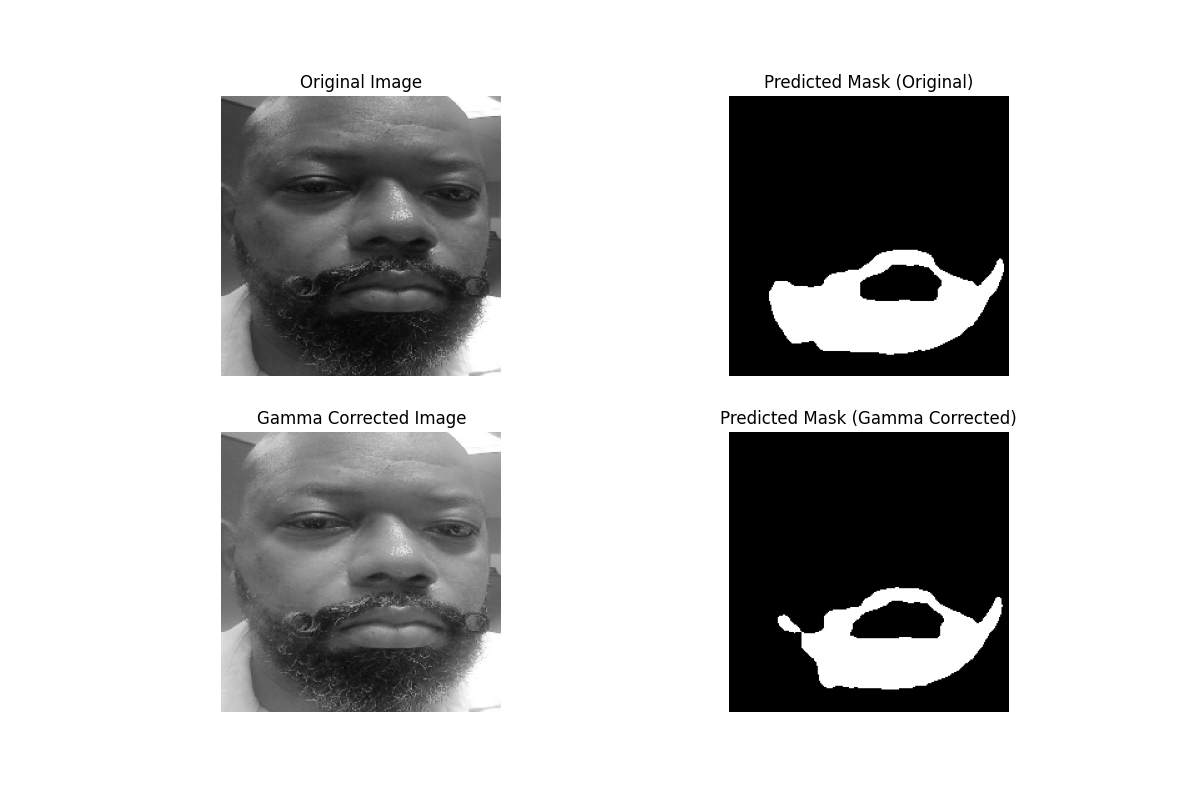 Original Image
Predicted Mask (Original)
Gamma Corrected Image
Predicted Mask (Gamma Corrected)